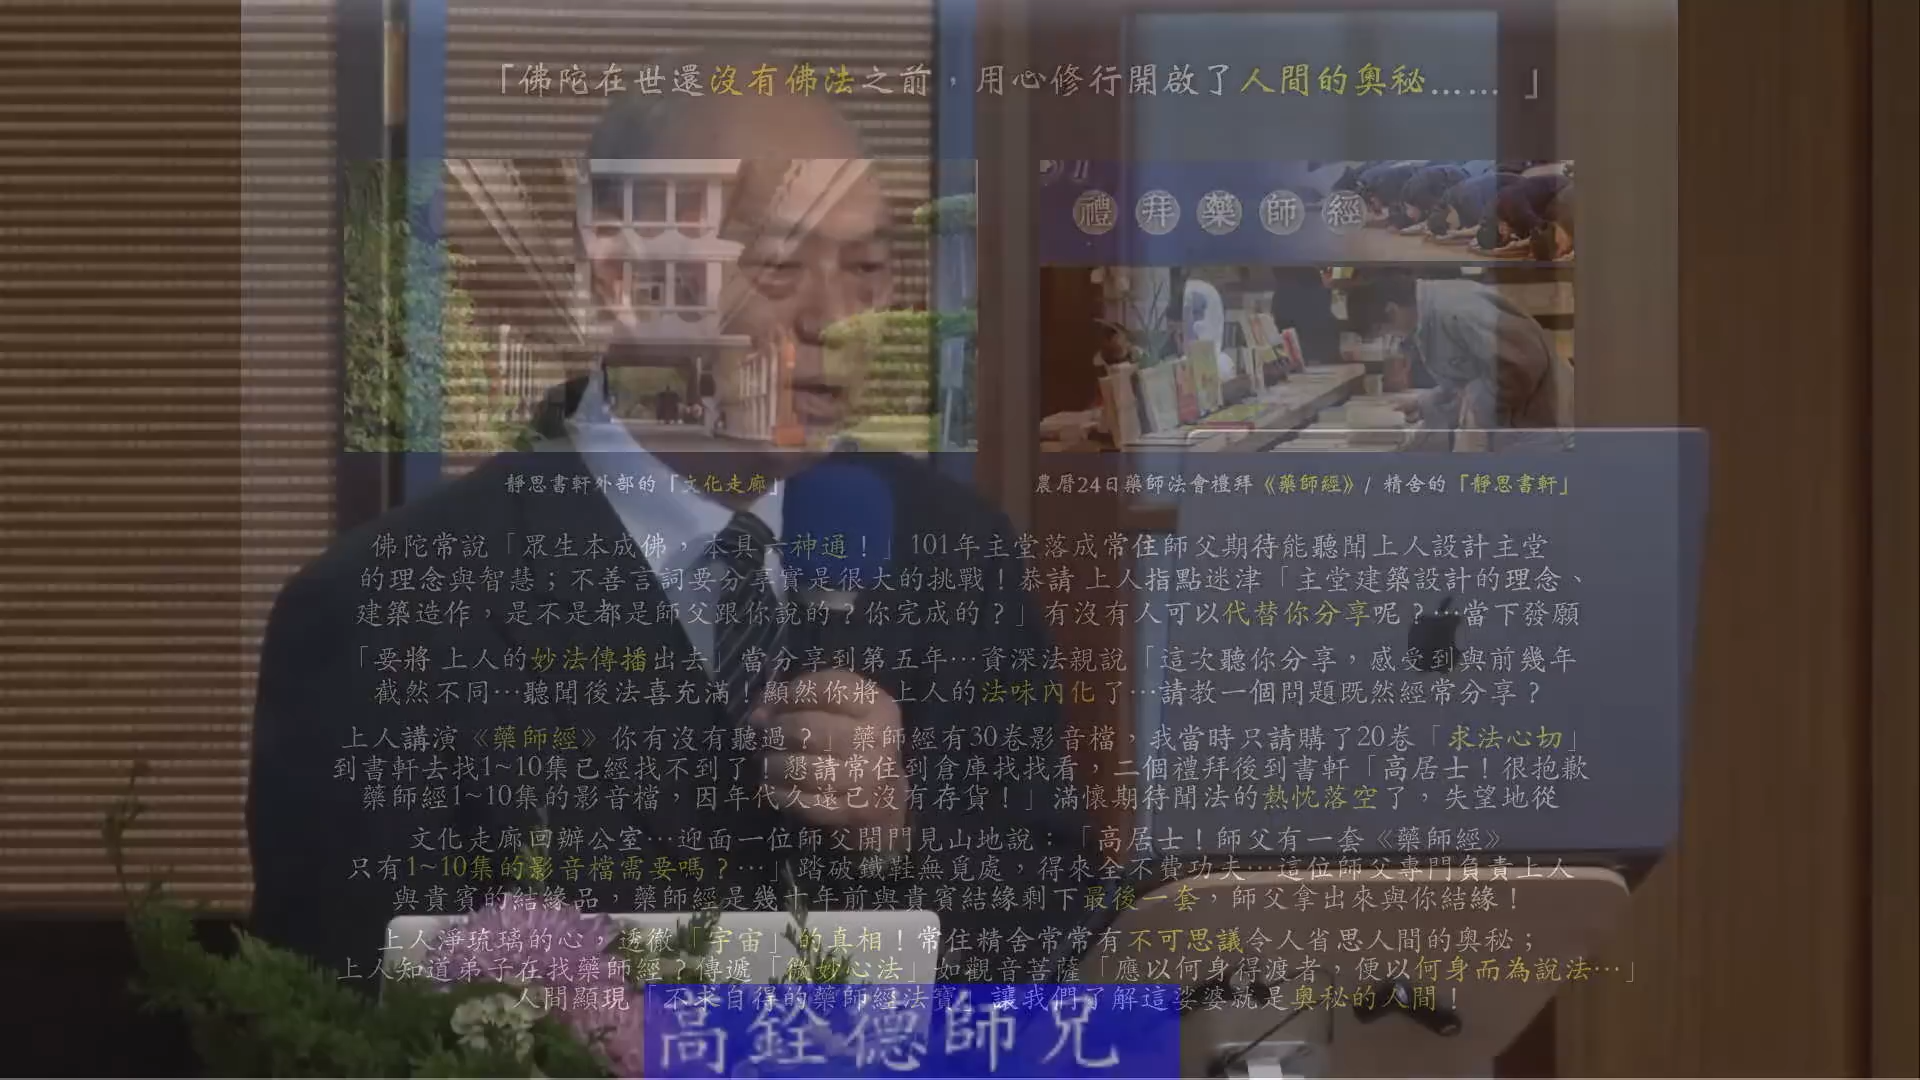 「佛陀在世還沒有佛法之前，用心修行開啟了人間的奧秘……」
禮拜藥師經
靜思書軒外部的「文化走廊」
農曆24日藥師法會禮拜《藥師經》/ 精舍的「靜思書軒」
佛陀常說「眾生本成佛，本具六神通！」101年主堂落成常住師父期待能聽聞上人設計主堂
的理念與智慧；不善言詞要分享實是很大的挑戰！恭請 上人指點迷津「主堂建築設計的理念、
建築造作，是不是都是師父跟你說的？你完成的？」有沒有人可以代替你分享呢？…當下發願
「要將 上人的妙法傳播出去」當分享到第五年…資深法親說「這次聽你分享，感受到與前幾年
截然不同…聽聞後法喜充滿！顯然你將 上人的法味內化了…請教一個問題既然經常分享？
上人講演《藥師經》你有沒有聽過？」藥師經有30卷影音檔，我當時只請購了20卷「求法心切」
到書軒去找1~10集已經找不到了！懇請常住到倉庫找找看，二個禮拜後到書軒「高居士！很抱歉
藥師經1~10集的影音檔，因年代久遠已沒有存貨！」滿懷期待聞法的熱忱落空了，失望地從
文化走廊回辦公室…迎面一位師父開門見山地說：「高居士！師父有一套《藥師經》
只有1~10集的影音檔需要嗎？…」踏破鐵鞋無覓處，得來全不費功夫…這位師父專門負責上人
與貴賓的結緣品，藥師經是幾十年前與貴賓結緣剩下最後一套，師父拿出來與你結緣！
上人淨琉璃的心，透徹「宇宙」的真相！常住精舍常常有不可思議令人省思人間的奧秘；
上人知道弟子在找藥師經？傳遞「微妙心法」如觀音菩薩「應以何身得渡者，便以何身而為說法…」
人間顯現「不求自得的藥師經法寶」讓我們了解這娑婆就是奧秘的人間！
高銓德師兄